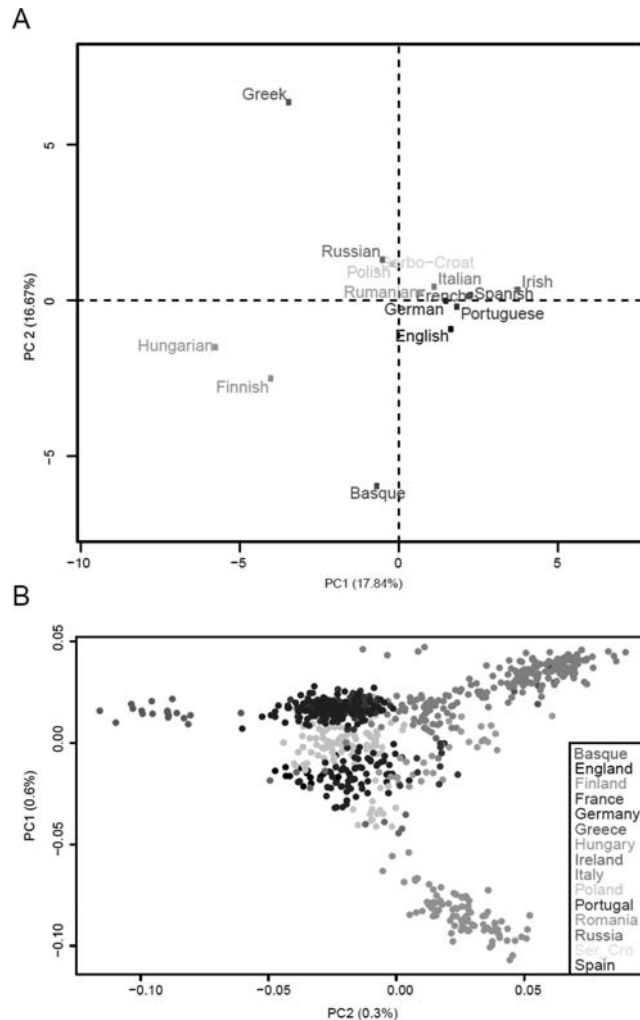 A
Greek
5
Russian
Serbo-Croat
Polish
Italian
Irish
Rumanian
French
Spanish
0
German
Portuguese
English
Hungarian
Finnish
-5
Basque
PC 2 (16.67%)
-10
-5
0
5
PC1 (17.84%)
B
0.05
0.00
-0.05
-0.10
PC1 (0.6%)
Basque
England
Finland
France
Germany
Greece
Hungary
Ireland
Italy
Poland
Portugal
Romania
Russia
Ser_Cro
Spain
-0.10
-0.05
0.00
0.05
PC2 (0.3%)